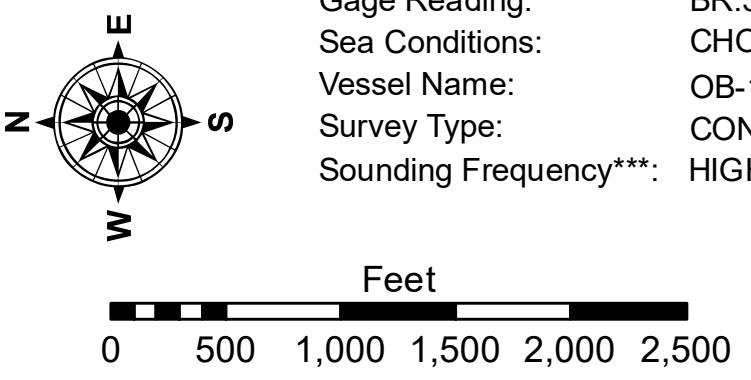 E
N
S
W
Gage Reading:
Sea Conditions:
Vessel Name:
Survey Type:
Sounding Frequency***:
Feet
0 500 1,000 1,500 2,000 2,500